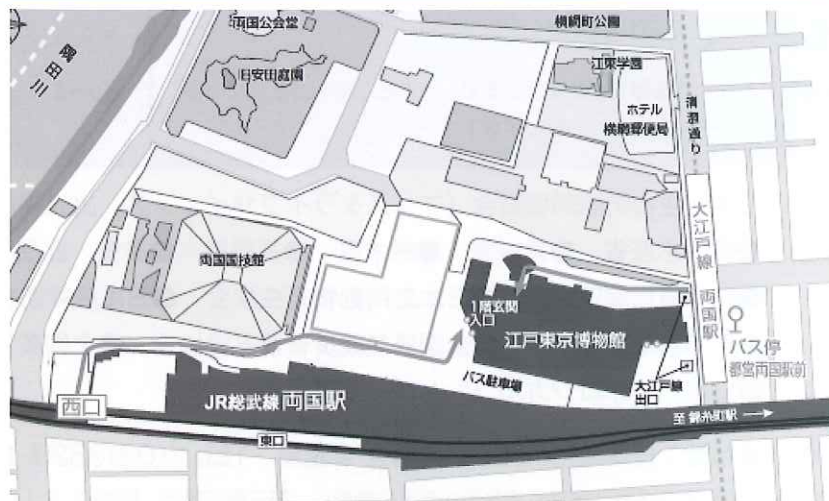 両国公会堂
横網町公園
隅田川
旧安田庭園
江東学園
ホテル
横網郵便局
清澄通り
両国国技館
1階玄関
入口
江戸東京博物館
大江戸線 両国駅
バス停
都営両国駅前
バス駐車場
大江戸線
出口
西口
JR総武線 両国駅
東口
至 錦糸町駅